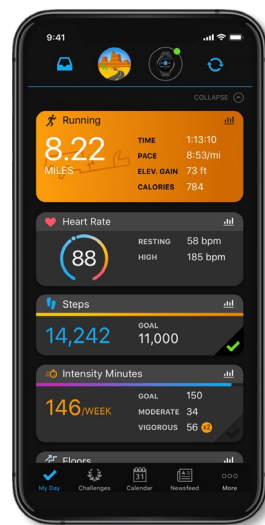 9:41
COLLAPSE
Running
8.22
MILES
TIME 1:13:10
PACE 8:53/mi
ELEV. GAIN 73 ft
CALORIES 784
Heart Rate
88
RESTING 58 bpm
HIGH 185 bpm
Steps
14,242
GOAL
11,000
Intensity Minutes
146/WEEK
GOAL 150
MODERATE 34
VIGOROUS 56 x2
Floors
31
My Day Challenges Calendar Newsfeed More